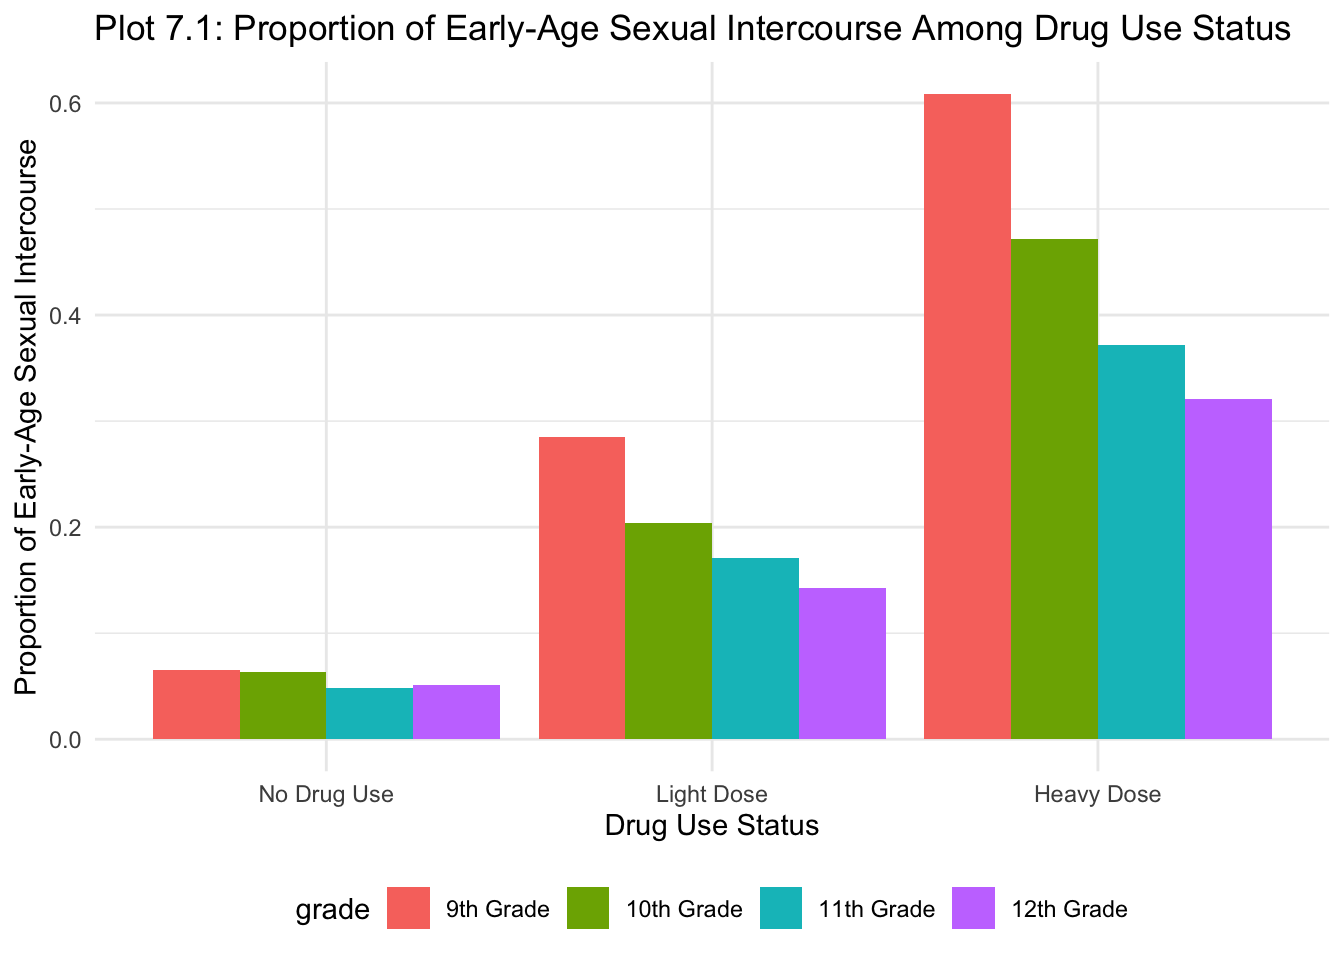 Plot 7.1: Proportion of Early-Age Sexual Intercourse Among Drug Use Status
Proportion of Early-Age Sexual Intercourse
0.6
0.4
0.2
0.0
No Drug Use
Light Dose
Heavy Dose
Drug Use Status
grade
9th Grade
10th Grade
11th Grade
12th Grade